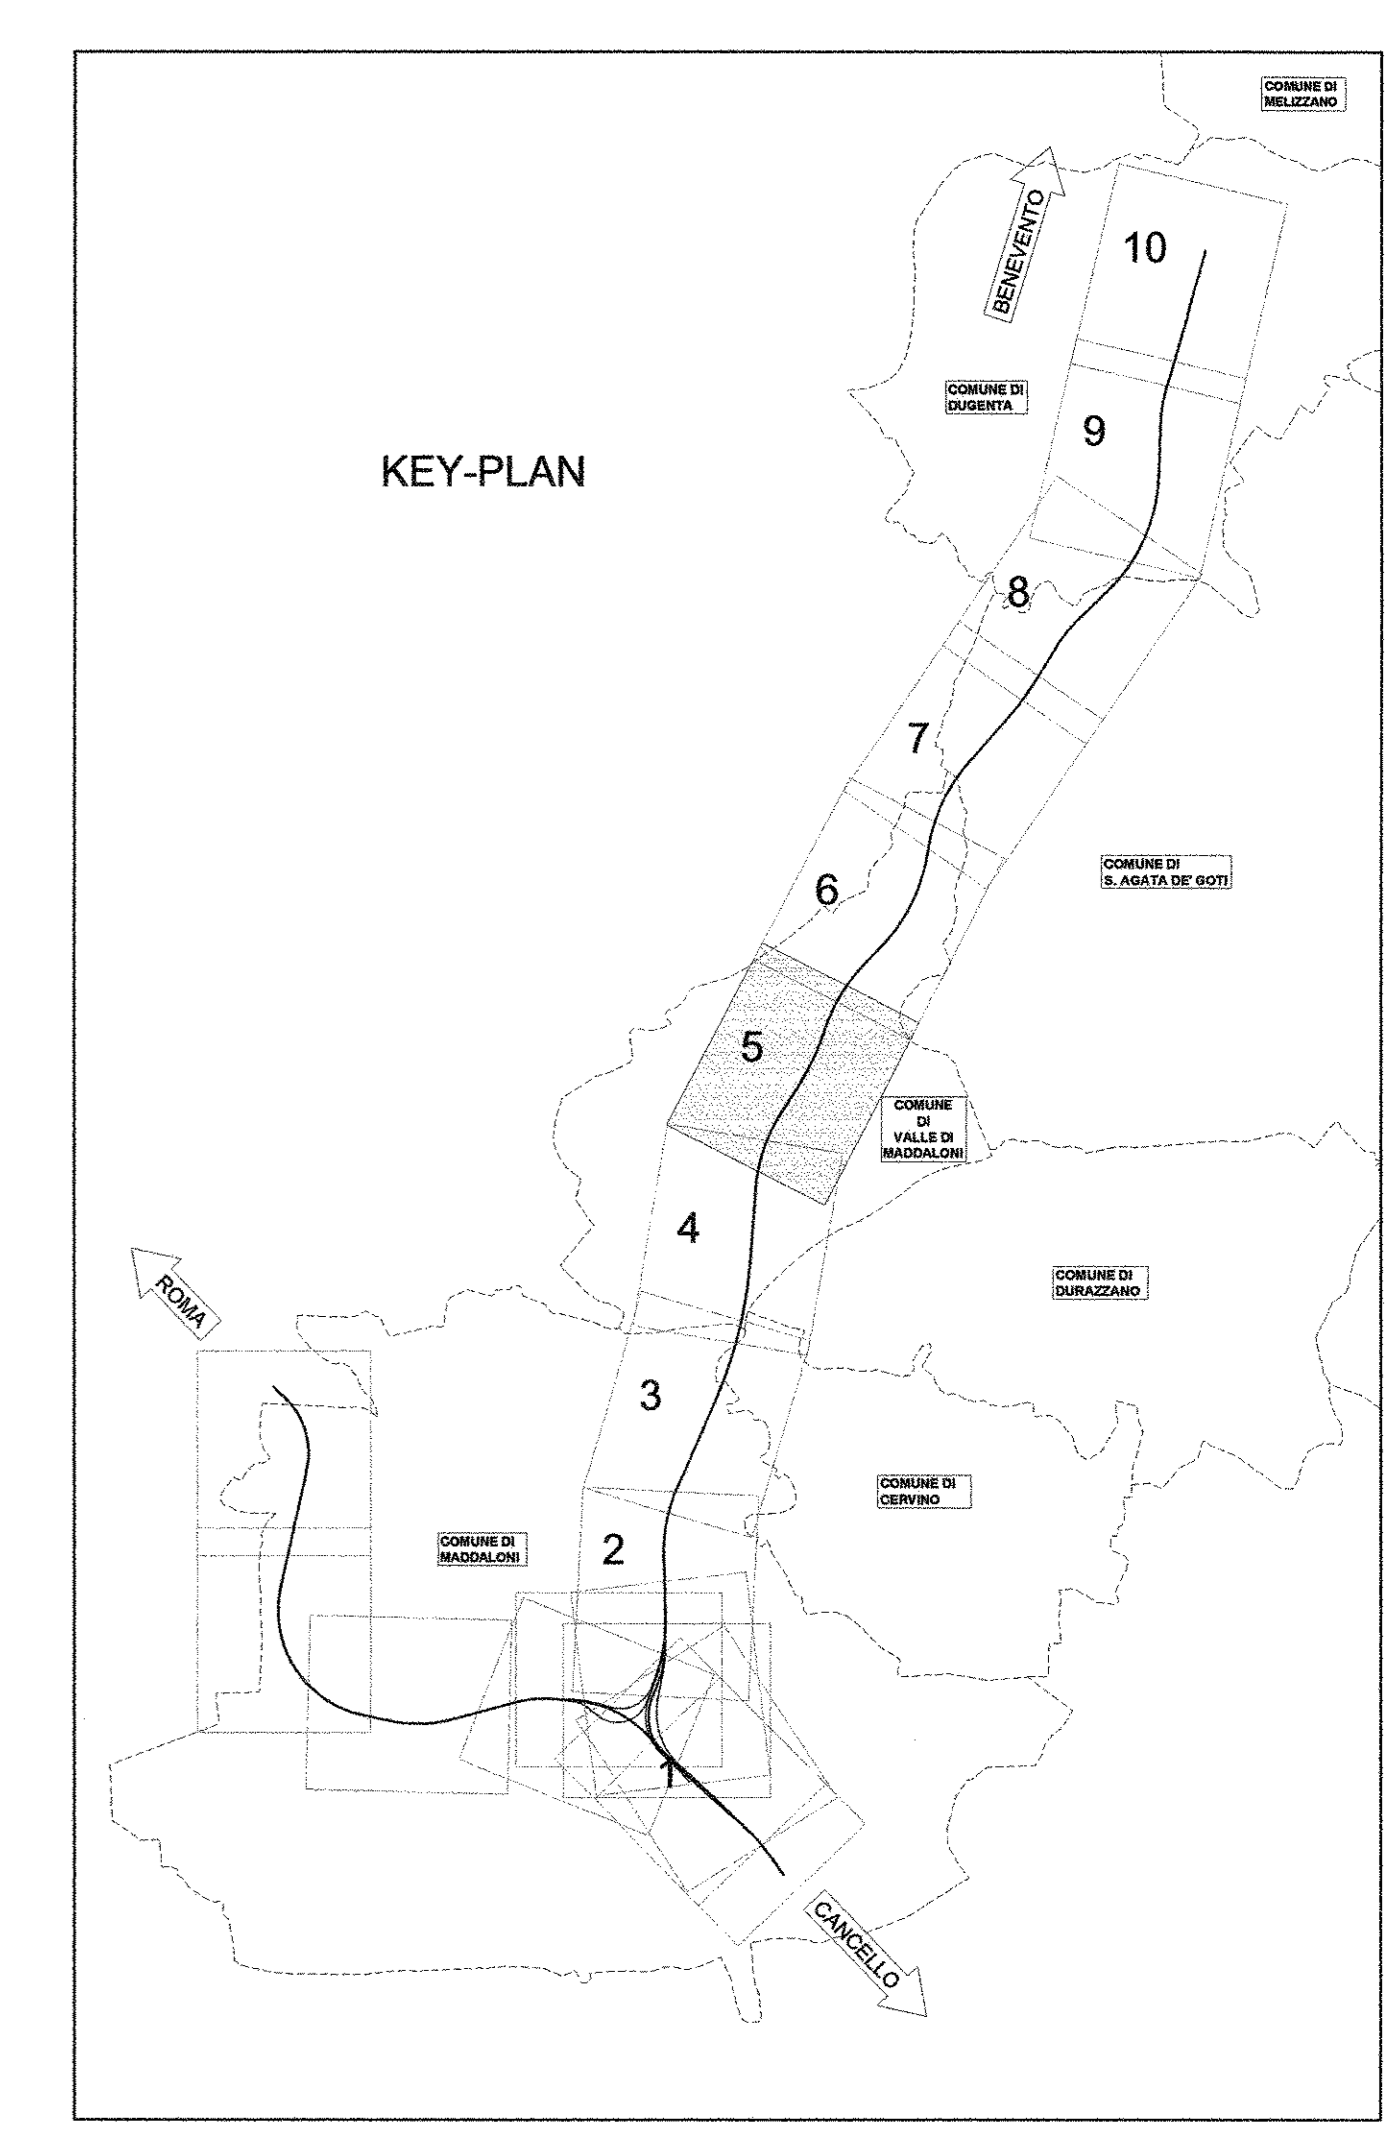 COMUNE DI
MELIZZANO
BENEVENTO
10
COMUNE DI
DUGENTA
9
KEY-PLAN
8
7
COMUNE DI
S. AGATA DE' GOTI
6
5
COMUNE
DI
VALLE DI
MADDALONI
4
ROMA
COMUNE DI
DURAZZANO
3
COMUNE DI
CERVINO
COMUNE DI
MADDALONI
2
1
CANCELLO